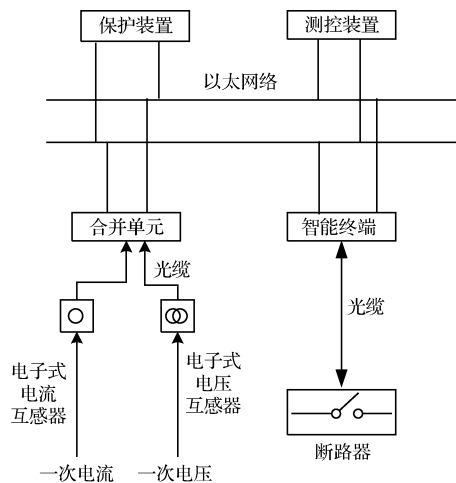 保护装置
测控装置
以太网络
合并单元
智能终端
光缆
光缆
电子式
电流
互感器
电子式
电压
互感器
断路器
一次电流
一次电压